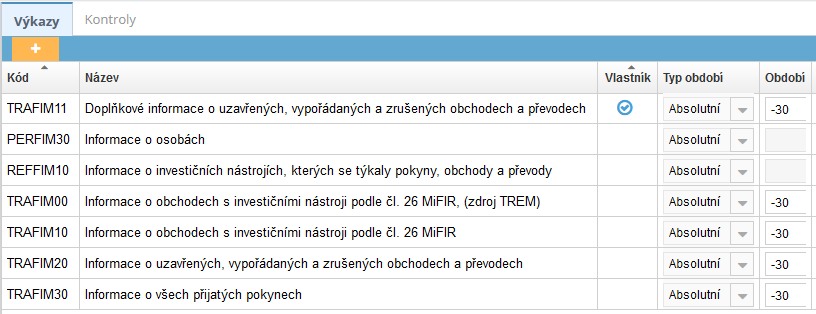 Výkazy Kontroly
+
Kód Název Vlastník Typ období Období
TRAFIM11 Doplňkové informace o uzavřených, vypořádaných a zrušených obchodech a převodech Absolutní -30
PERFIM30 Informace o osobách Absolutní
REFFIM10 Informace o investičních nástrojích, kterých se týkaly pokyny, obchody a převody Absolutní
TRAFIM00 Informace o obchodech s investičními nástroji podle čl. 26 MiFIR, (zdroj TREM) Absolutní -30
TRAFIM10 Informace o obchodech s investičními nástroji podle čl. 26 MiFIR Absolutní -30
TRAFIM20 Informace o uzavřených, vypořádaných a zrušených obchodech a převodech Absolutní -30
TRAFIM30 Informace o všech přijatých pokynech Absolutní -30